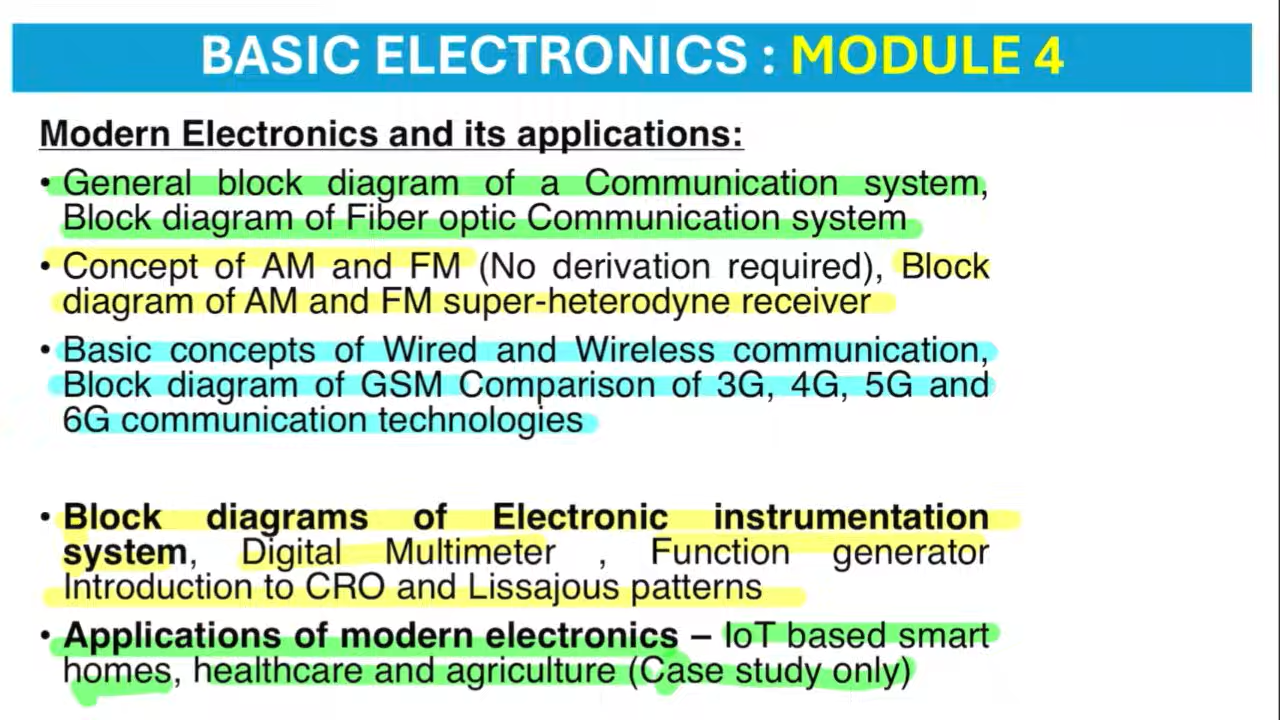 BASIC ELECTRONICS : MODULE 4
Modern Electronics and its applications:
• General block diagram of a Communication system,
Block diagram of Fiber optic Communication system
• Concept of AM and FM (No derivation required), Block
diagram of AM and FM super-heterodyne receiver
• Basic concepts of Wired and Wireless communication,
Block diagram of GSM Comparison of 3G, 4G, 5G and
6G communication technologies
• Block diagrams of Electronic instrumentation
system, Digital Multimeter , Function generator
Introduction to CRO and Lissajous patterns
• Applications of modern electronics – IoT based smart
homes, healthcare and agriculture (Case study only)